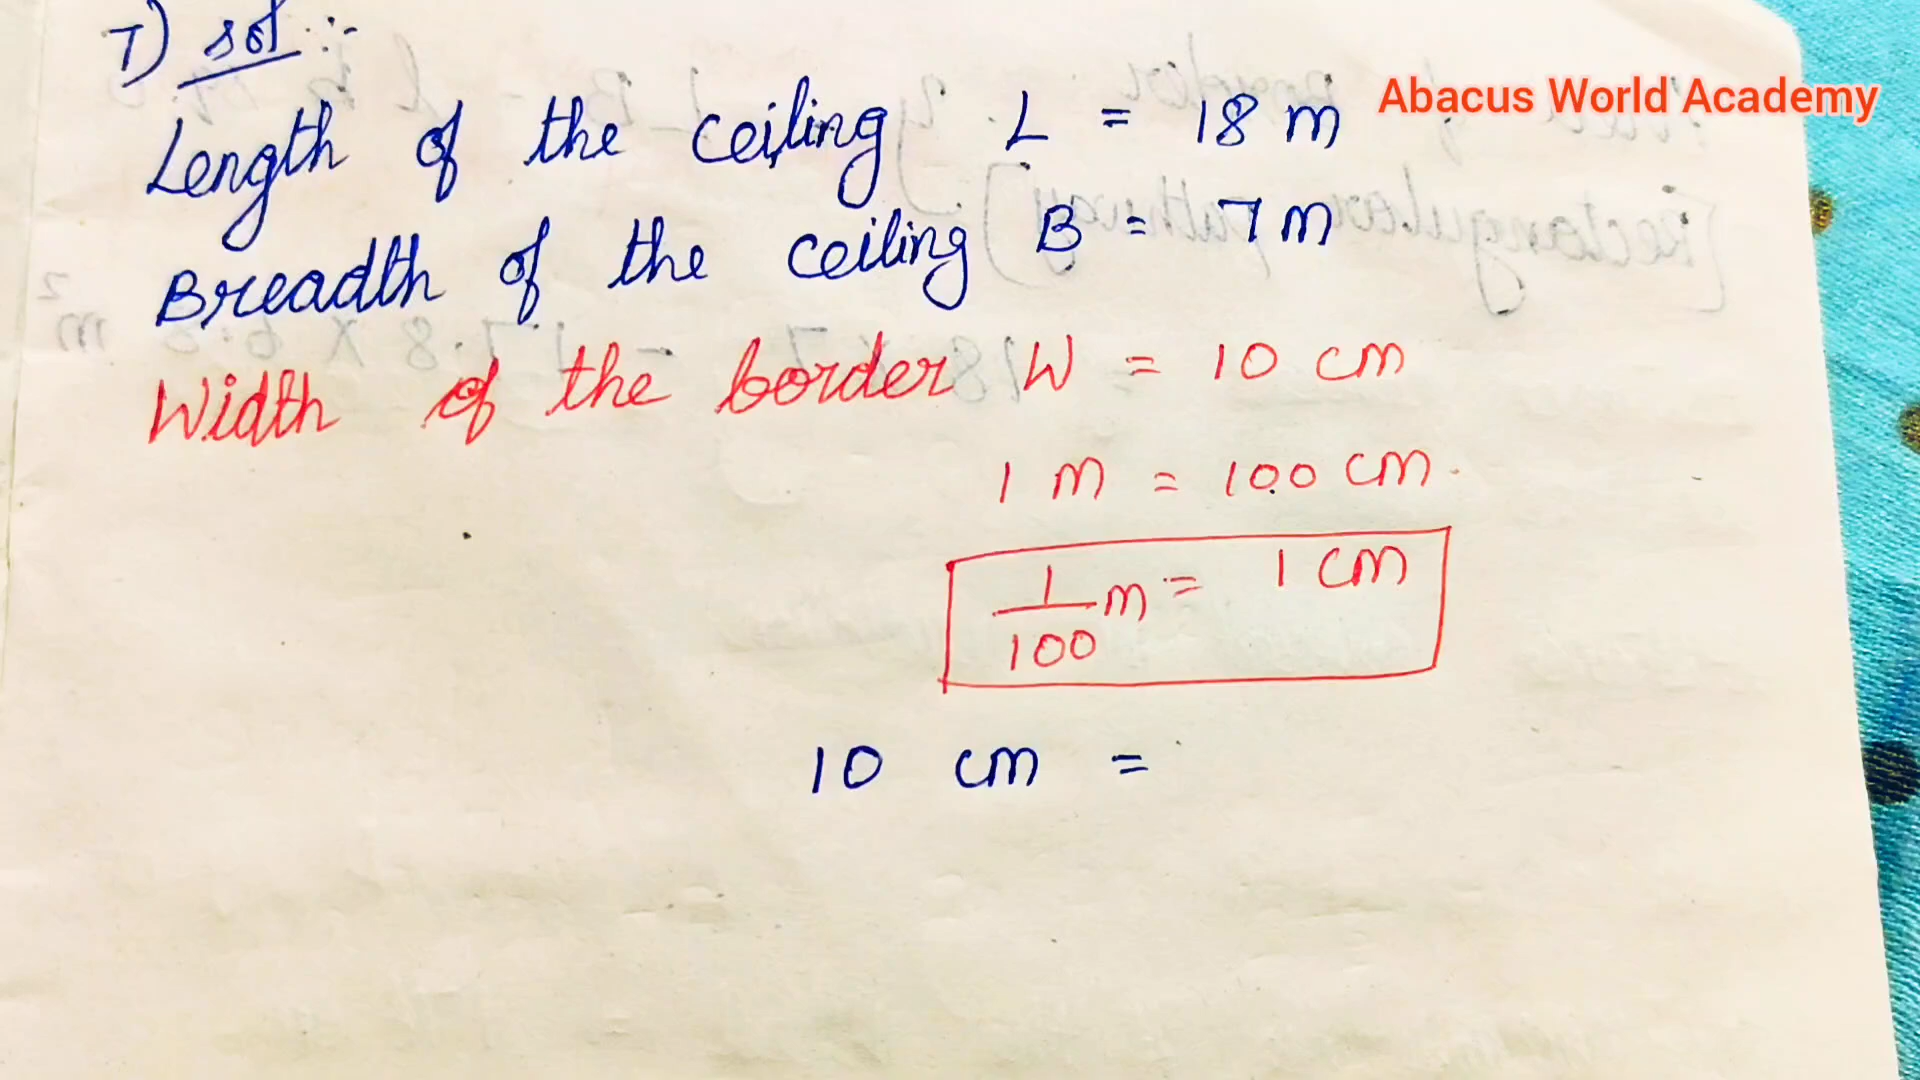 7) sol :-
Abacus World Academy
Length of the ceiling L = 18 m
Breadth of the ceiling B = 7 m
Width of the border W = 10 cm
1 m = 100 cm
1/100 m = 1 cm
10 cm =